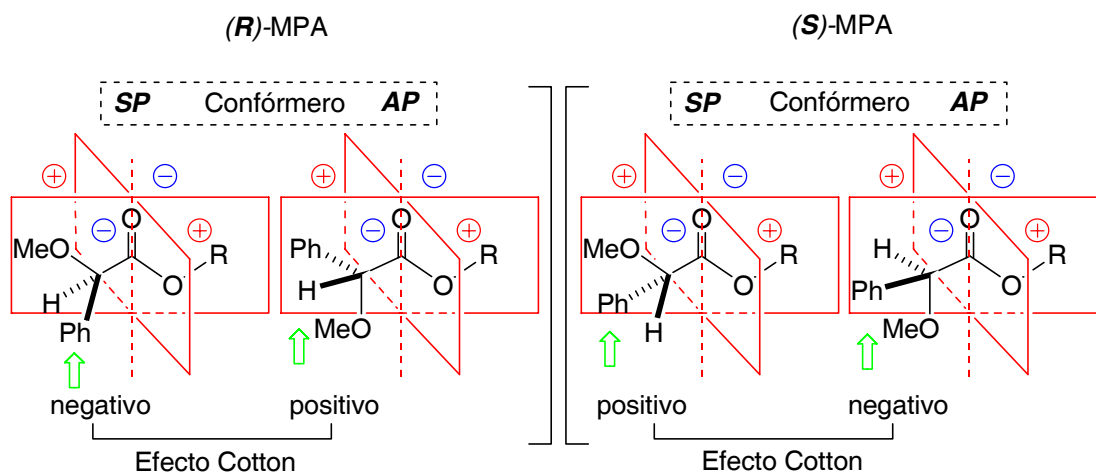 (R)-MPA
SP Confórmero AP
+ −
− +
MeO O R
O
H
Ph
negativo
+ −
− +
Ph O R
O
H
MeO
positivo
Efecto Cotton
(S)-MPA
SP Confórmero AP
+ −
− +
MeO O R
O
Ph
H
positivo
+ −
− +
H O R
O
Ph
MeO
negativo
Efecto Cotton